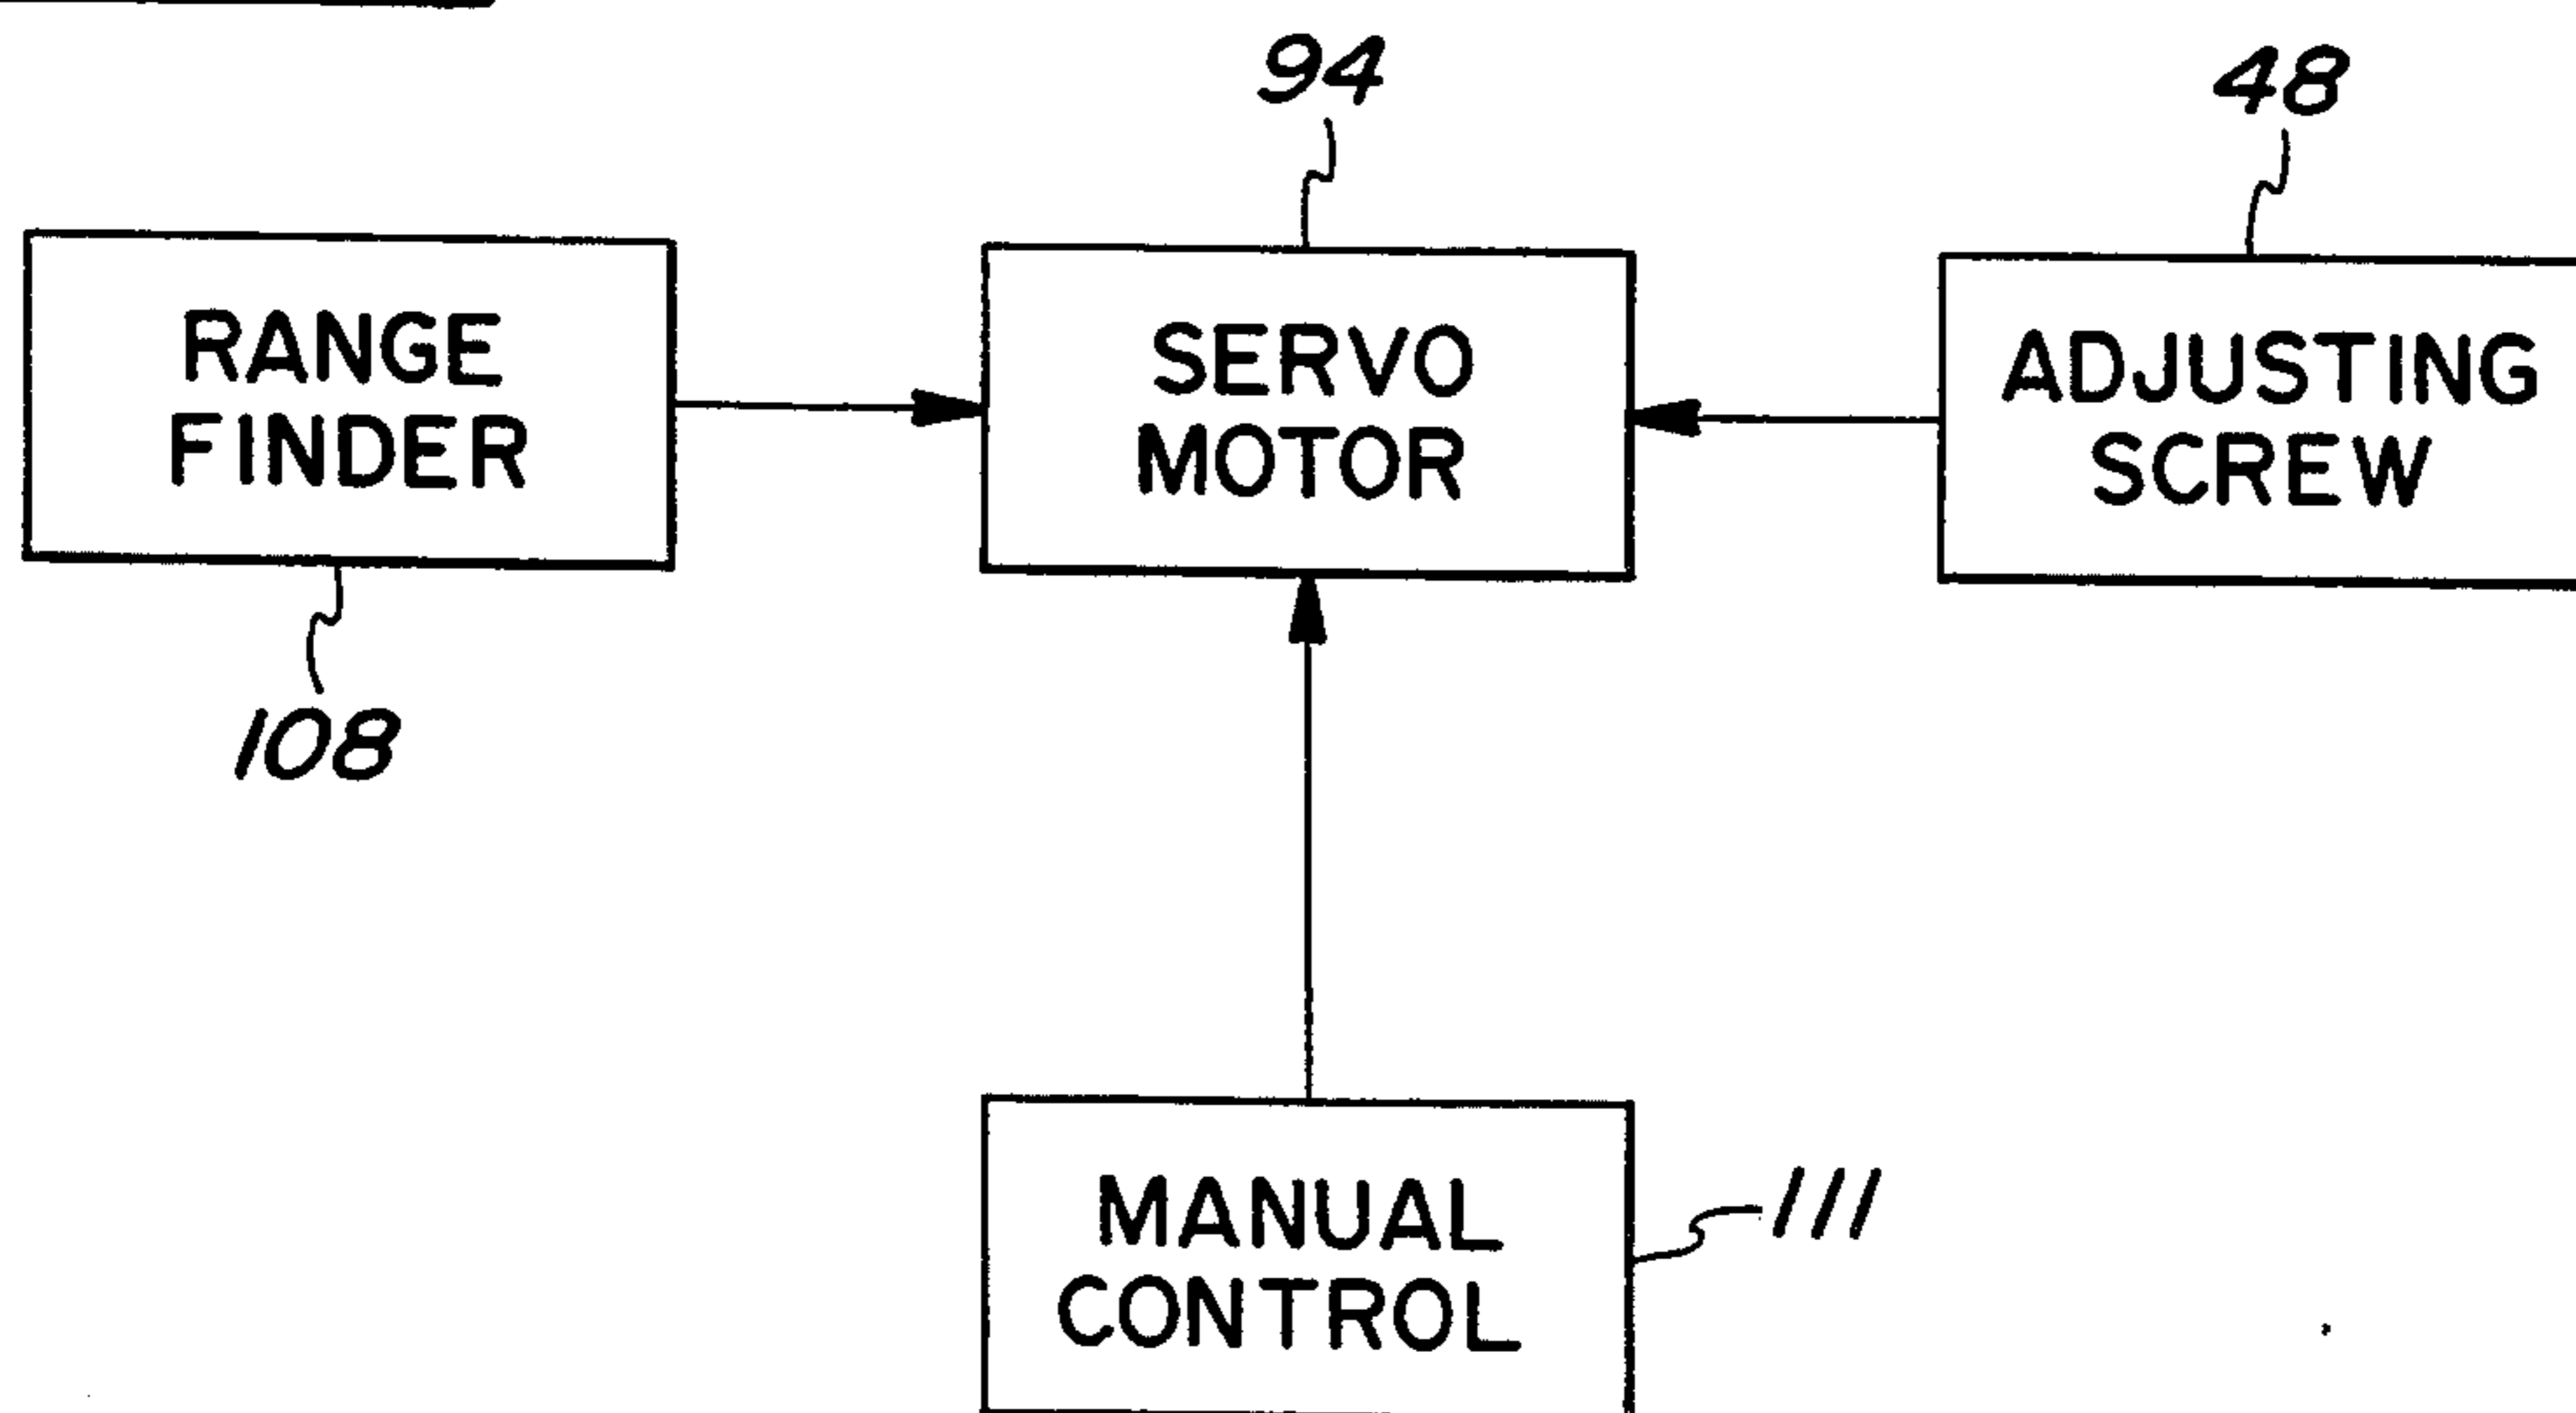 94
48
RANGE
FINDER
SERVO
MOTOR
ADJUSTING
SCREW
108
MANUAL
CONTROL
111